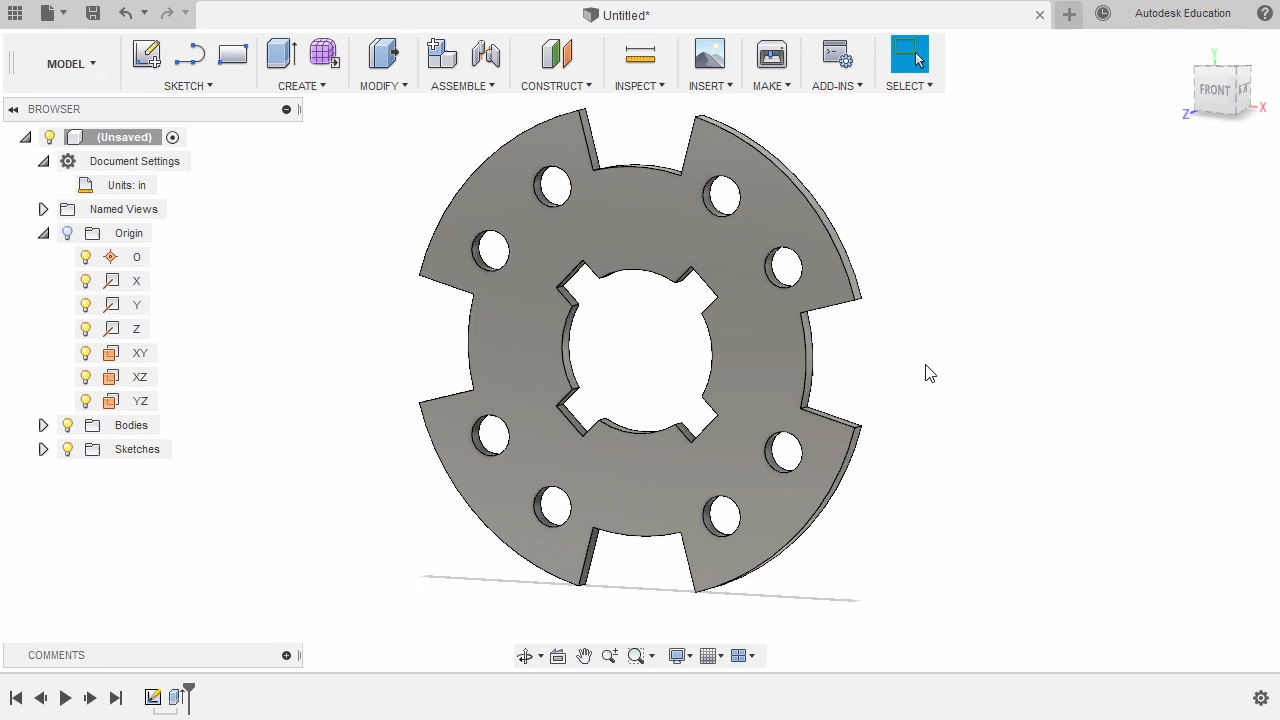 Untitled*
Autodesk Education
MODEL
SKETCH
CREATE
MODIFY
ASSEMBLE
CONSTRUCT
INSPECT
INSERT
MAKE
ADD-INS
SELECT
BROWSER
(Unsaved)
Document Settings
Units: in
Named Views
Origin
O
X
Y
Z
XY
XZ
YZ
Bodies
Sketches
Y
FRONT
Z
X
COMMENTS